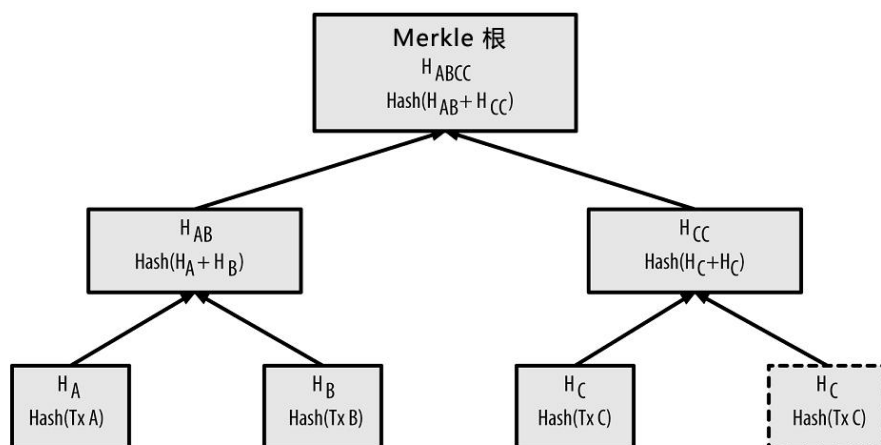 Merkle 根
H ABCC
Hash(H AB + H CC)
H AB
Hash(H A + H B)
H CC
Hash(H C+H C)
H A
Hash(Tx A)
H B
Hash(Tx B)
H C
Hash(Tx C)
H C
Hash(Tx C)